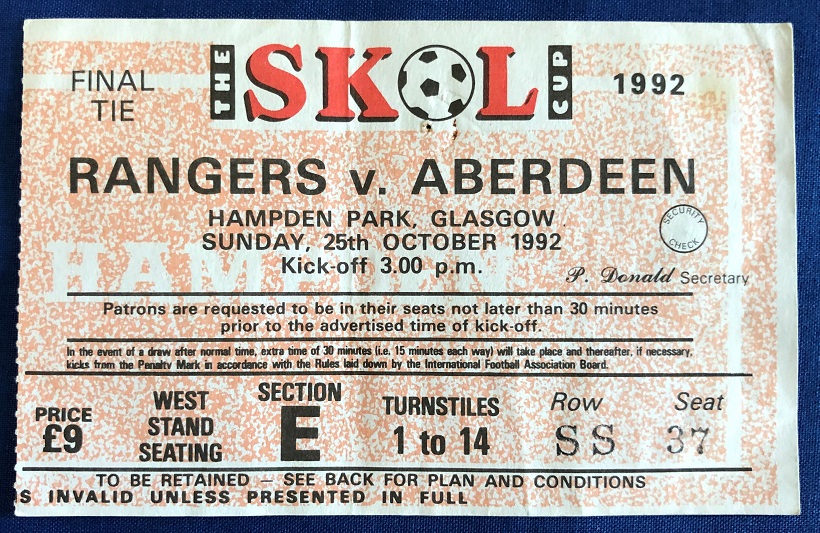 FINAL TIE
THE SKOL CUP
1992
RANGERS v. ABERDEEN
HAMPDEN PARK, GLASGOW
SUNDAY, 25th OCTOBER 1992
Kick-off 3.00 p.m.
SECURITY CHECK
P. Donald Secretary
HAMPDEN
Patrons are requested to be in their seats not later than 30 minutes
prior to the advertised time of kick-off.
In the event of a draw after normal time, extra time of 30 minutes (i.e. 15 minutes each way) will take place and thereafter, if necessary,
kicks from the Penalty Mark in accordance with the Rules laid down by the International Football Association Board.
PRICE
£9
WEST
STAND
SEATING
SECTION
E
TURNSTILES
1 to 14
Row
SS
Seat
37
TO BE RETAINED – SEE BACK FOR PLAN AND CONDITIONS
S INVALID UNLESS PRESENTED IN FULL